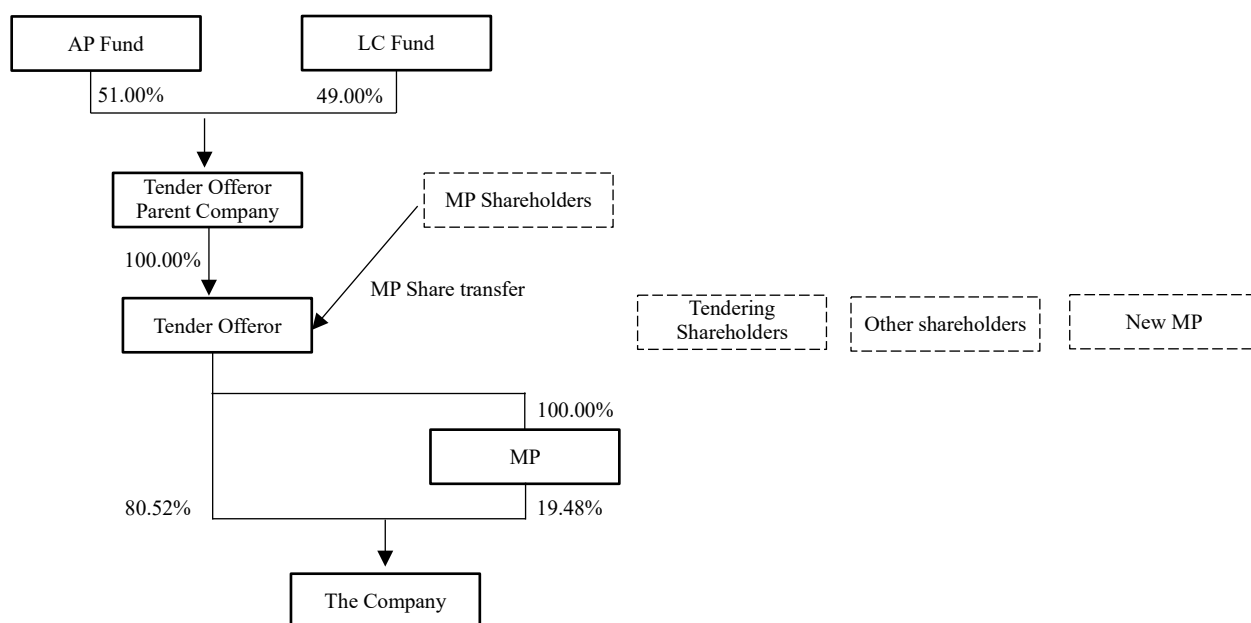 AP Fund
LC Fund
51.00%
49.00%
Tender Offeror
Parent Company
MP Shareholders
100.00%
MP Share transfer
Tender Offeror
Tendering
Shareholders
Other shareholders
New MP
100.00%
MP
80.52%
19.48%
The Company